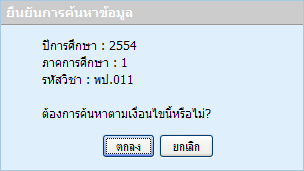 ยืนยันการค้นหาข้อมูล
ปีการศึกษา : 2554
ภาคการศึกษา : 1
รหัสวิชา : พป.011
ต้องการค้นหาตามเงื่อนไขนี้หรือไม่?
ตกลง ยกเลิก